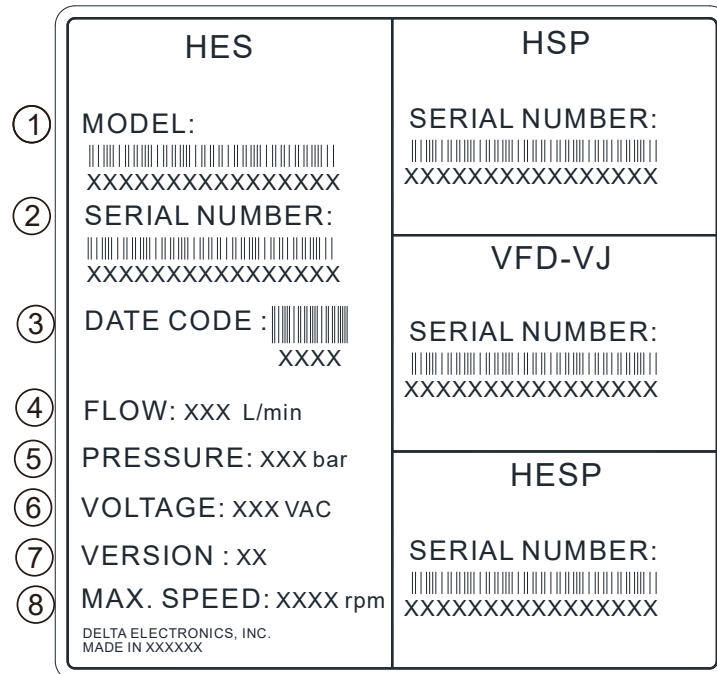 HES
① MODEL:
XXXXXXXXXXXXXXXX
② SERIAL NUMBER:
XXXXXXXXXXXXXXXX
③ DATE CODE :
XXXX
④ FLOW: XXX L/min
⑤ PRESSURE: XXX bar
⑥ VOLTAGE: XXX VAC
⑦ VERSION : XX
⑧ MAX. SPEED: XXXX rpm
DELTA ELECTRONICS, INC.
MADE IN XXXXXX
HSP
SERIAL NUMBER:
XXXXXXXXXXXXXXXX
VFD-VJ
SERIAL NUMBER:
XXXXXXXXXXXXXXXX
HESP
SERIAL NUMBER:
XXXXXXXXXXXXXXXX